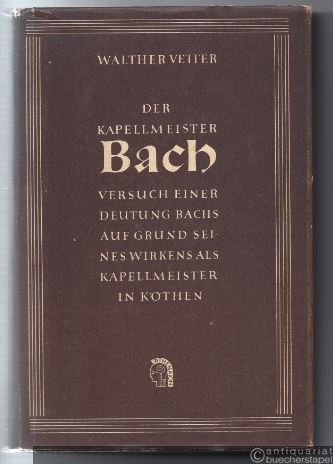 WALTHER VETTER
DER
KAPELLMEISTER
Bach
VERSUCH EINER
DEUTUNG BACHS
AUF GRUND SEI-
NES WIRKENS ALS
KAPELLMEISTER
IN KÖTHEN
ATHENAION
antiquariat
buecherstapel